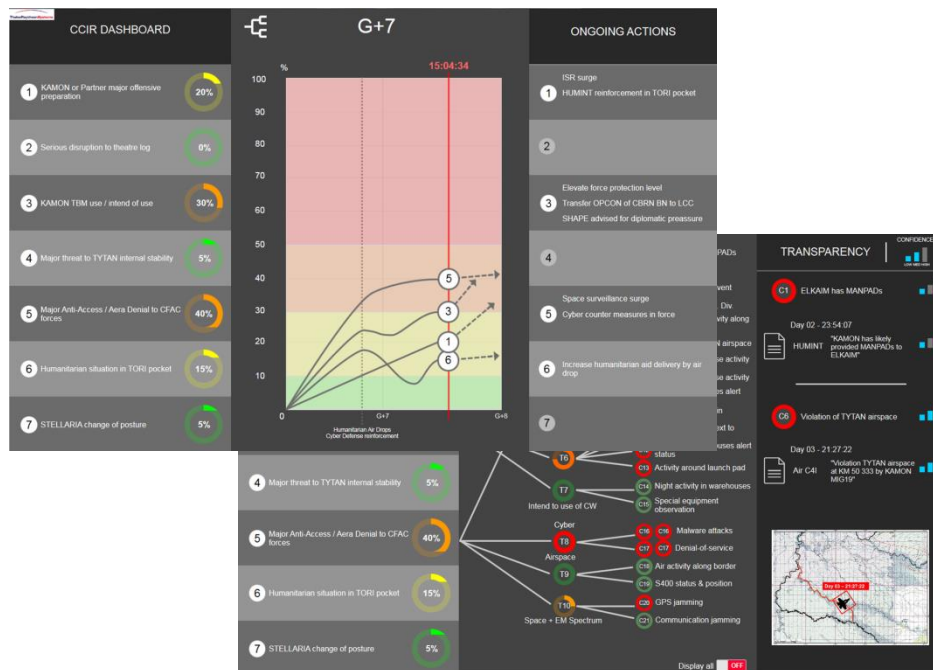 CCIR DASHBOARD
1
KAMON or Partner major offensive
preparation
20%
2
Serious disruption to theatre log
0%
3
KAMON TBM use / intend of use
30%
4
Major threat to TYTAN internal stability
5%
5
Major Anti-Access / Aera Denial to CFAC
forces
40%
6
Humanitarian situation in TORI pocket
15%
7
STELLARIA change of posture
5%
G+7
15:04:34
%
100
90
80
70
60
50
40
30
20
10
0
5
3
1
6
G+7
G+8
Humanitarian Air Drops
Cyber Defense reinforcement
ONGOING ACTIONS
1
ISR surge
HUMINT reinforcement in TORI pocket
2
3
Elevate force protection level
Transfer OPCON of CBRN BN to LCC
SHAPE advised for diplomatic preassure
4
5
Space surveillance surge
Cyber counter measures in force
6
Increase humanitarian aid delivery by air
drop
7
4
Major threat to TYTAN internal stability
5%
5
Major Anti-Access / Aera Denial to CFAC
forces
40%
6
Humanitarian situation in TORI pocket
15%
7
STELLARIA change of posture
5%
T6
status
C13
Activity around launch pad
T7
Intend to use of CW
C14
Night activity in warehouses
C15
Special equipment
observation
Cyber
T8
C16
C16
Malware attacks
C17
C17
Denial-of-service
Airspace
T9
C18
Air activity along border
C19
S400 status & position
T10
Space + EM Spectrum
C20
GPS jamming
C21
Communication jamming
Display all
OFF
TRANSPARENCY
CONFIDENCE
LOW MED HIGH
C1
ELKAIM has MANPADs
Day 02 - 23:54:07
HUMINT
"KAMON has likely
provided MANPADs to
ELKAIM"
C6
Violation of TYTAN airspace
Day 03 - 21:27:22
Air C4I
"Violation TYTAN airspace
at KM 50 333 by KAMON
MIG19"
Day 03 - 21:27:22